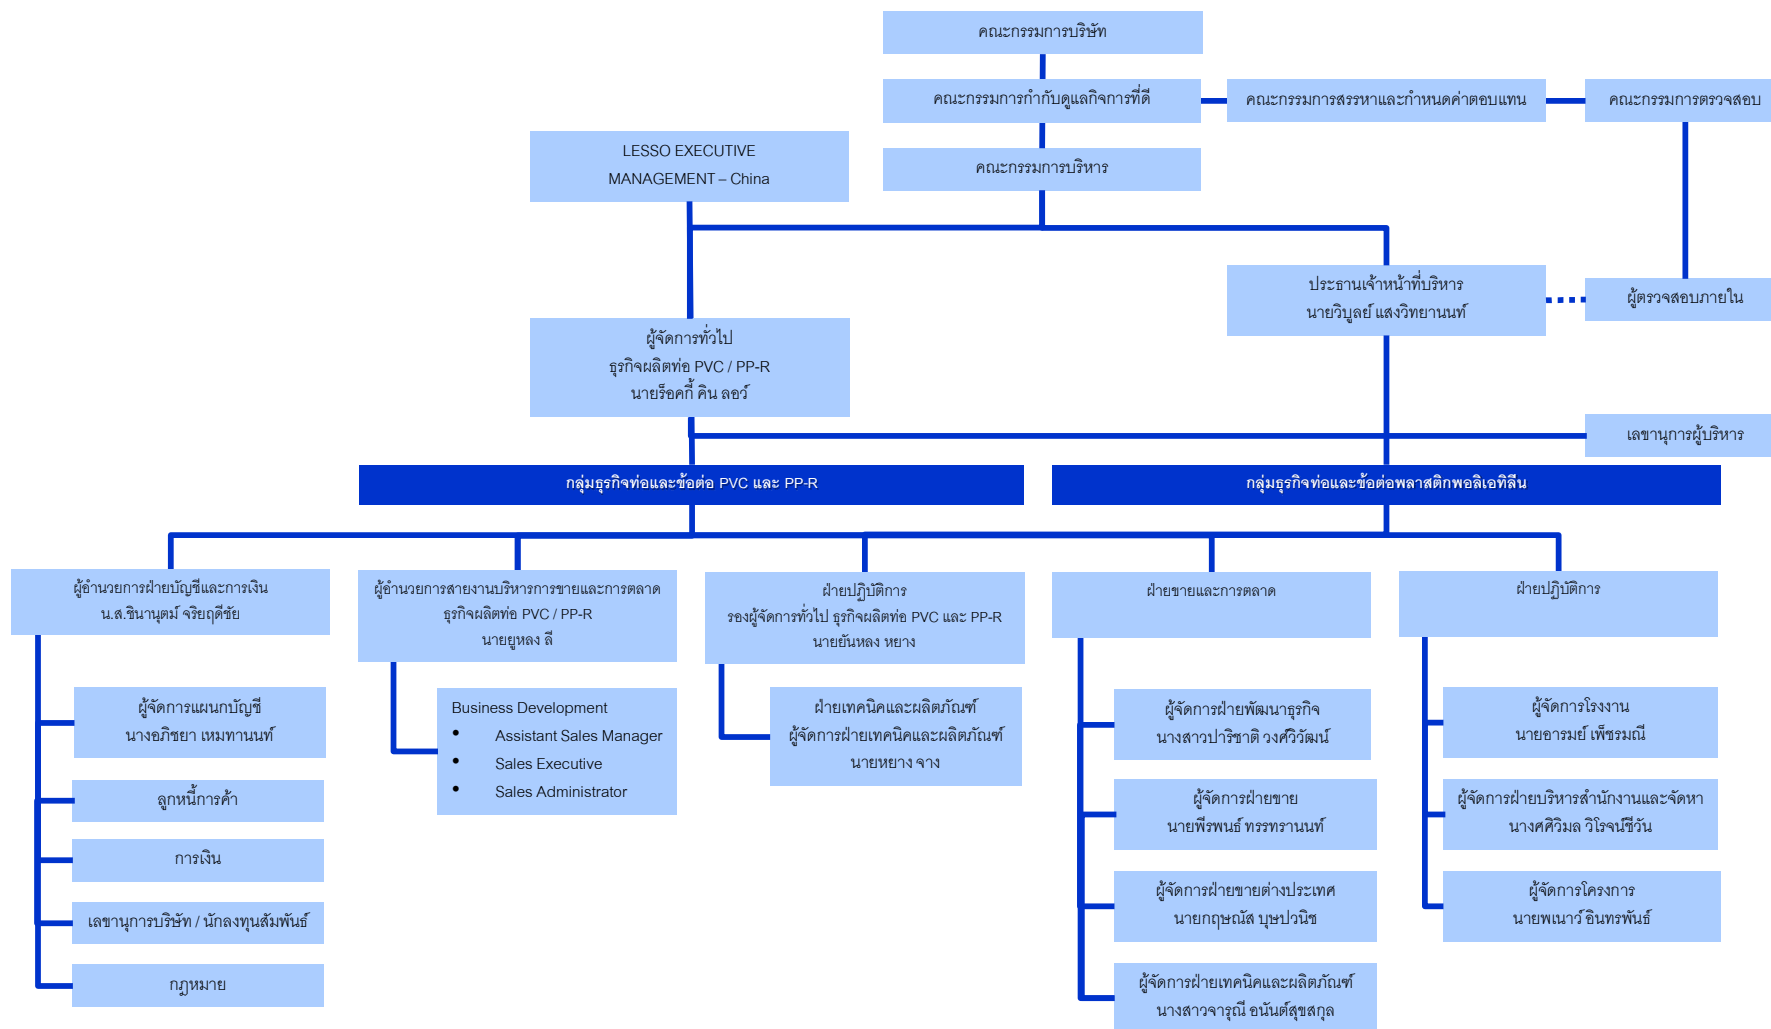 คณะกรรมการบริษัท
คณะกรรมการกำกับดูแลกิจการที่ดี
คณะกรรมการสรรหาและกำหนดค่าตอบแทน
คณะกรรมการตรวจสอบ
LESSO EXECUTIVE
MANAGEMENT – China
คณะกรรมการบริหาร
ประธานเจ้าหน้าที่บริหาร
นายวิบูลย์ แสงวิทยานนท์
ผู้ตรวจสอบภายใน
ผู้จัดการทั่วไป
ธุรกิจผลิตท่อ PVC / PP-R
นายร็อคกี้ คิน ลอว์
เลขานุการผู้บริหาร
กลุ่มธุรกิจท่อและข้อต่อ PVC และ PP-R
กลุ่มธุรกิจท่อและข้อต่อพลาสติกพอลิเอทิลีน
ผู้อำนวยการฝ่ายบัญชีและการเงิน
น.ส.ชินานุตม์ จริยฤดีชัย
ผู้จัดการแผนกบัญชี
นางอภิชยา เหมทานนท์
ลูกหนี้การค้า
การเงิน
เลขานุการบริษัท / นักลงทุนสัมพันธ์
กฎหมาย
ผู้อำนวยการสายงานบริหารการขายและการตลาด
ธุรกิจผลิตท่อ PVC / PP-R
นายยูหลง ลี
Business Development
• Assistant Sales Manager
• Sales Executive
• Sales Administrator
ฝ่ายปฏิบัติการ
รองผู้จัดการทั่วไป ธุรกิจผลิตท่อ PVC และ PP-R
นายยันหลง หยาง
ฝ่ายเทคนิคและผลิตภัณฑ์
ผู้จัดการฝ่ายเทคนิคและผลิตภัณฑ์
นายหยาง จาง
ฝ่ายขายและการตลาด
ผู้จัดการฝ่ายพัฒนาธุรกิจ
นางสาวปาริชาติ วงศ์วิวัฒน์
ผู้จัดการฝ่ายขาย
นายพีรพนธ์ ทรรทรานนท์
ผู้จัดการฝ่ายขายต่างประเทศ
นายกฤษณัส บุษปวนิช
ผู้จัดการฝ่ายเทคนิคและผลิตภัณฑ์
นางสาวจารุณี อนันต์สุขสกุล
ฝ่ายปฏิบัติการ
ผู้จัดการโรงงาน
นายอารมย์ เพ็ชรมณี
ผู้จัดการฝ่ายบริหารสำนักงานและจัดหา
นางศศิวิมล วิโรจน์ชีวัน
ผู้จัดการโครงการ
นายพเนาว์ อินทรพันธ์